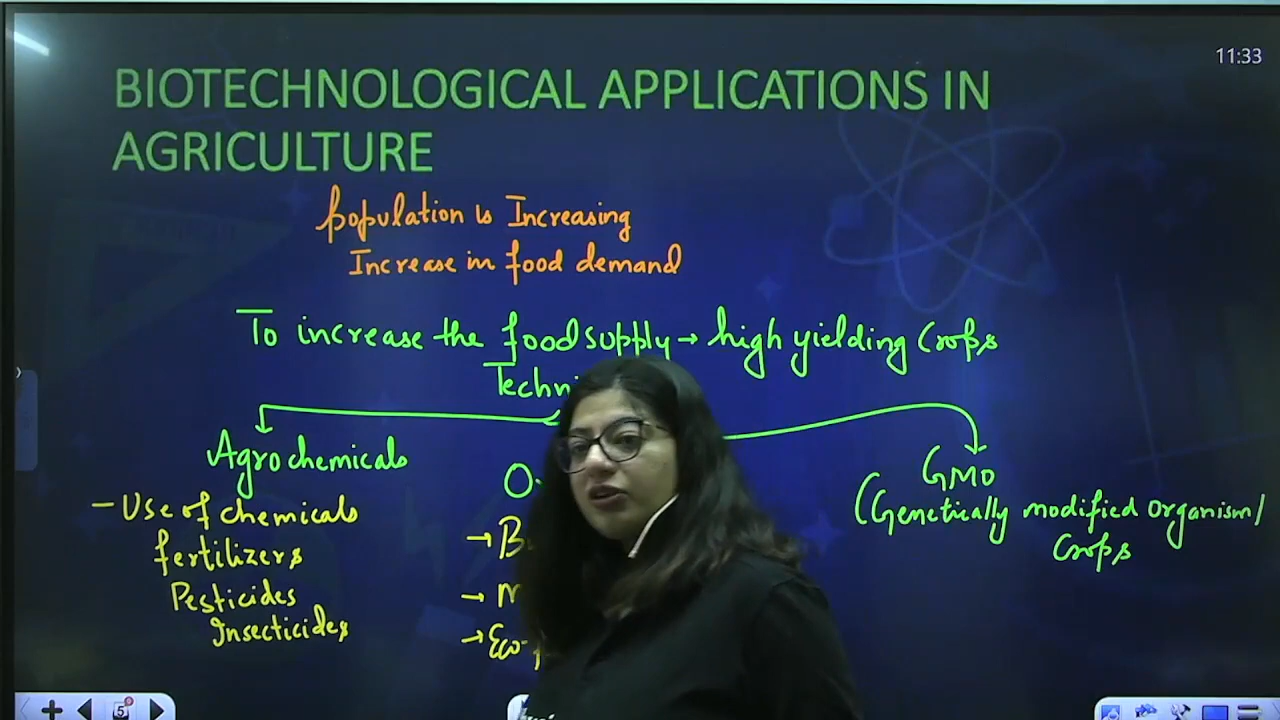 11:33
BIOTECHNOLOGICAL APPLICATIONS IN
AGRICULTURE
population is Increasing
Increase in food demand
To increase the food supply → high yielding Crops
Agrochemicals
GMO
(Genetically modified organism/
Crops
- Use of chemicals
fertilizers
Pesticides
Insecticides
5